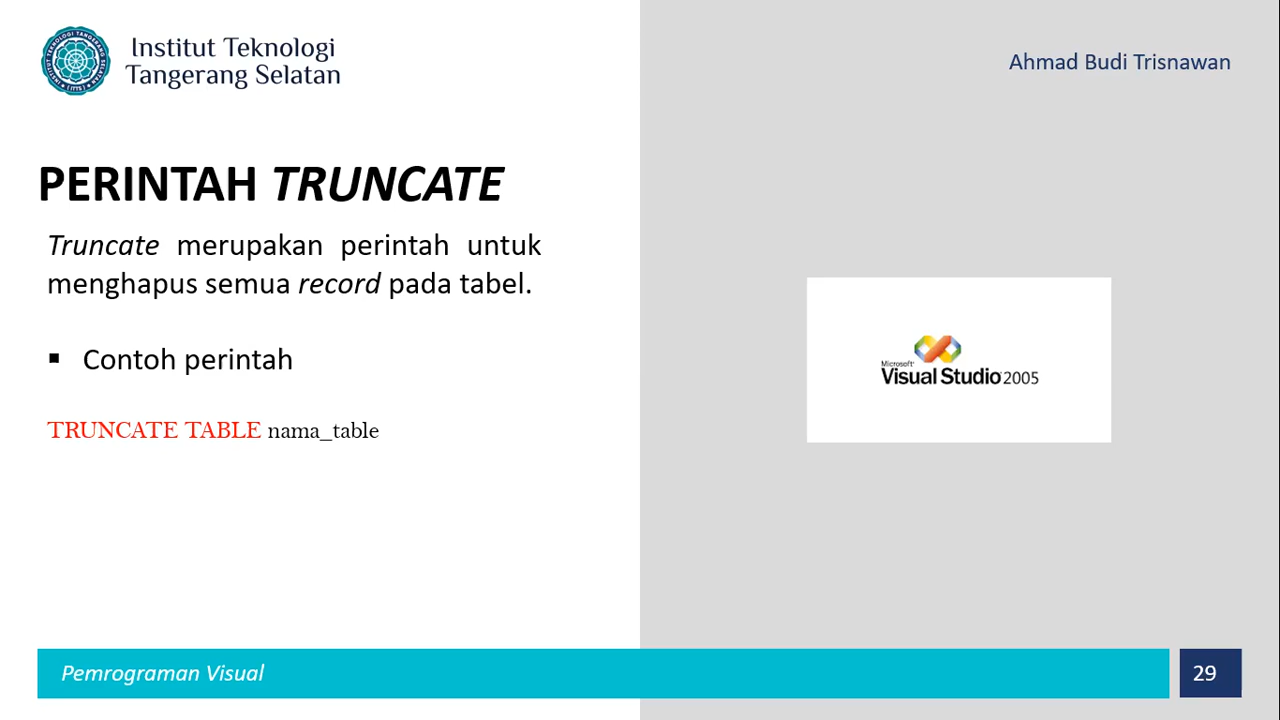 Institut Teknologi
Tangerang Selatan
Ahmad Budi Trisnawan
PERINTAH TRUNCATE
Truncate merupakan perintah untuk
menghapus semua record pada tabel.
▪ Contoh perintah
TRUNCATE TABLE nama_table
Microsoft
Visual Studio 2005
Pemrograman Visual
29